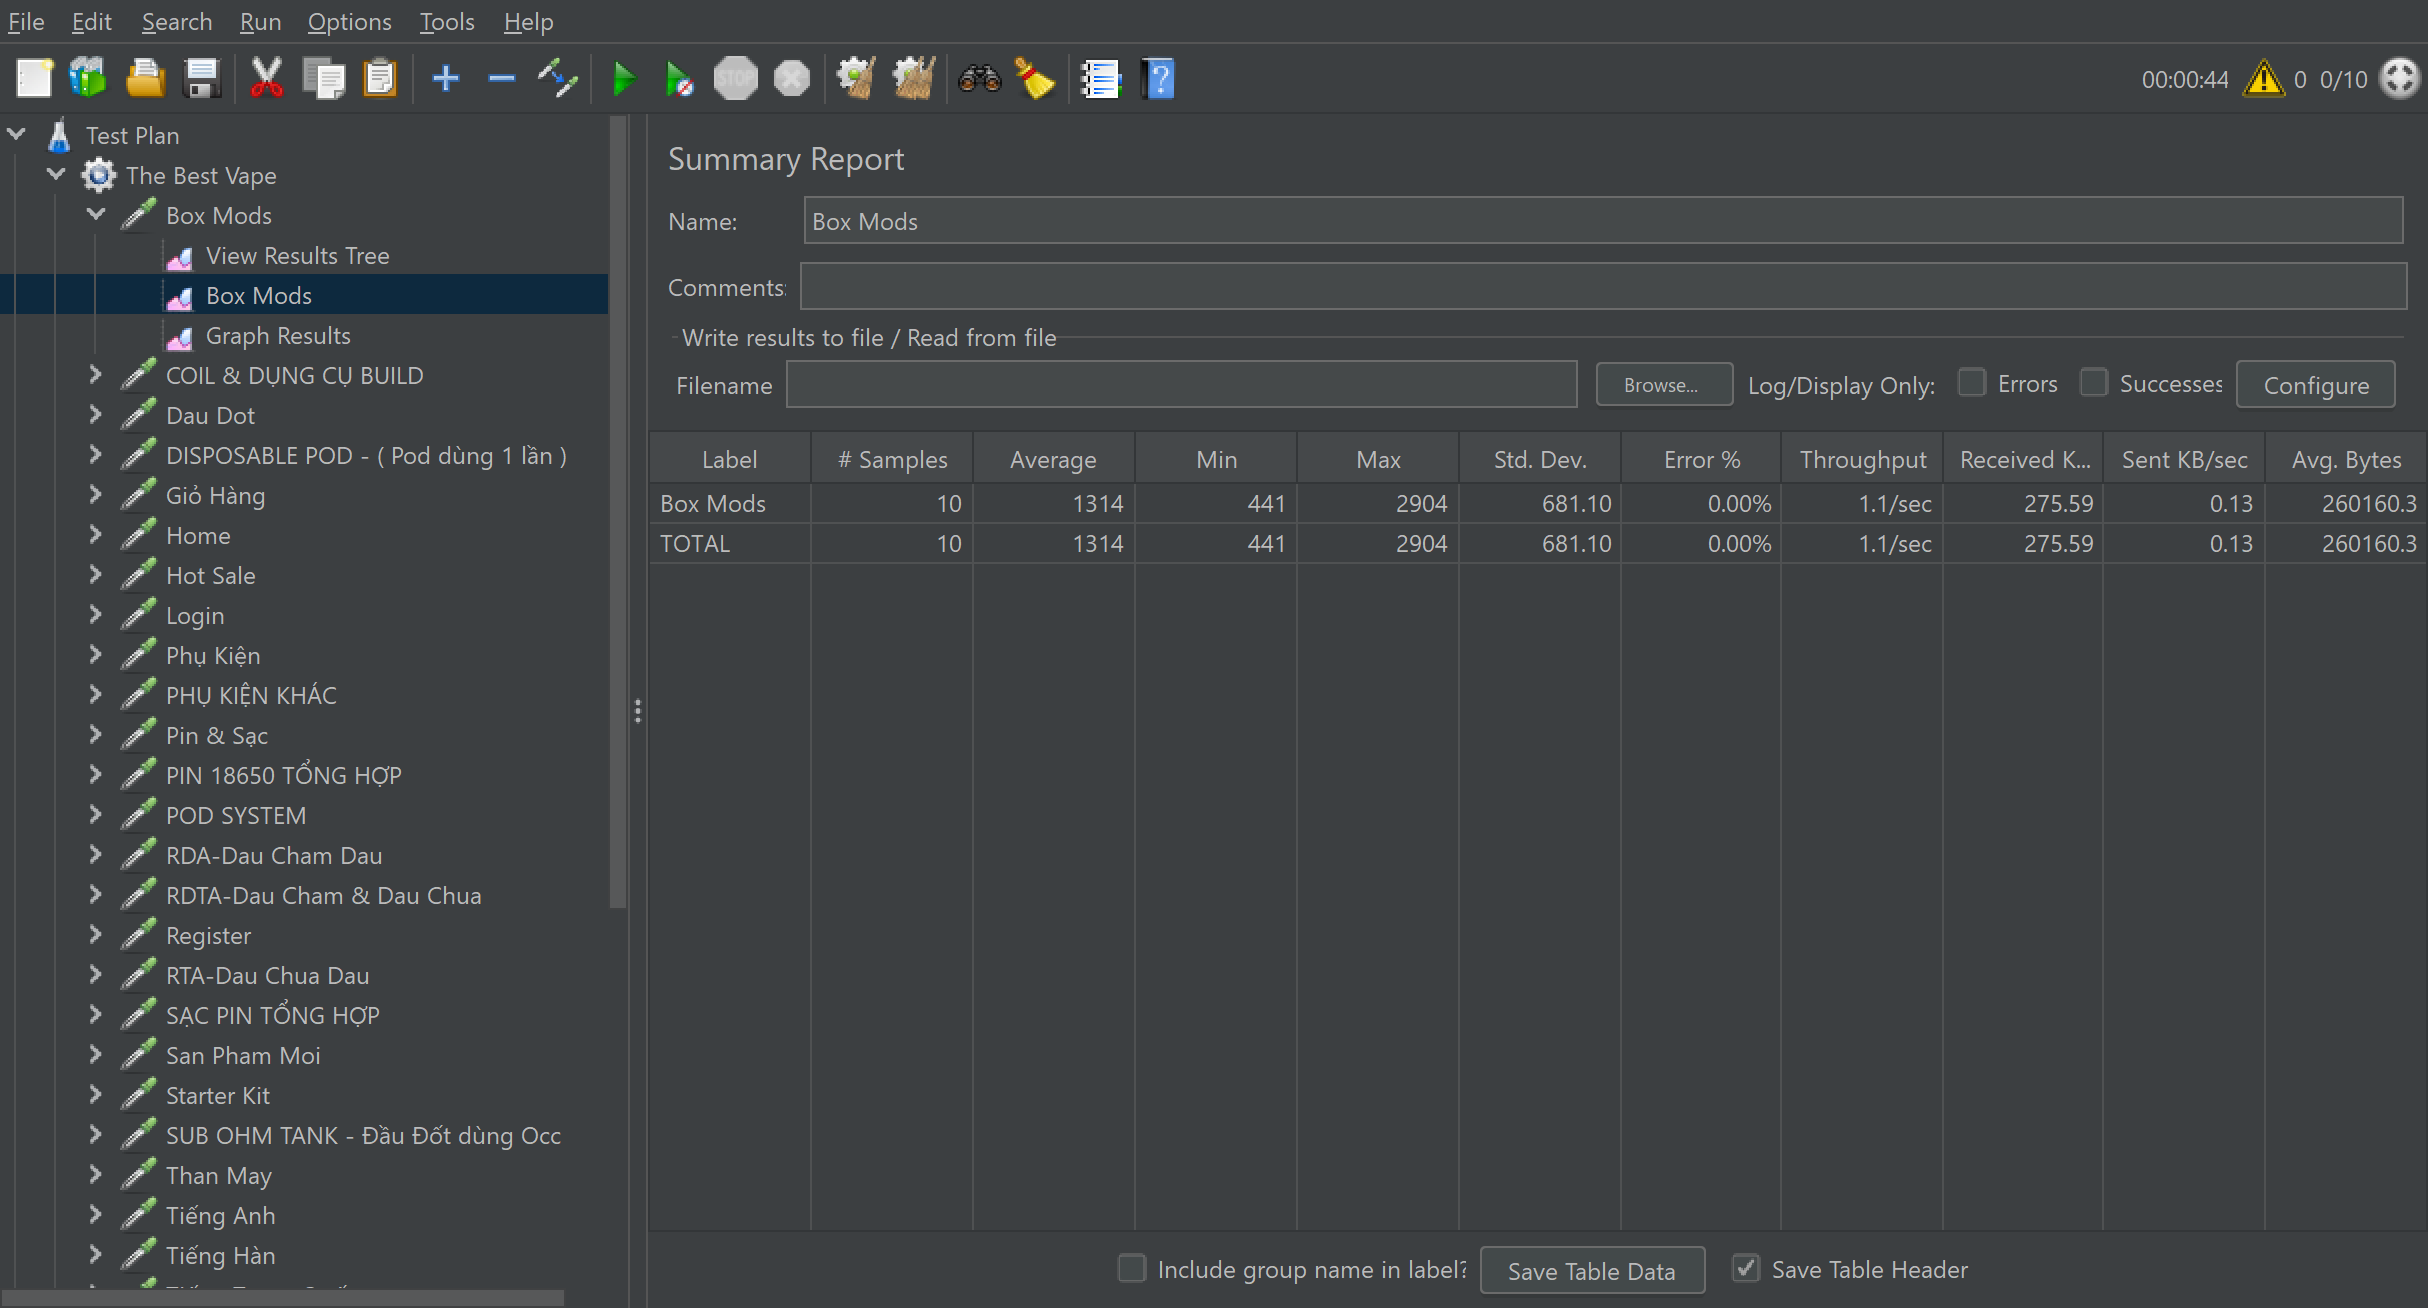 File Edit Search Run Options Tools Help
STOP
00:00:44 0 0/10
Test Plan
The Best Vape
Box Mods
View Results Tree
Box Mods
Graph Results
COIL & DỤNG CỤ BUILD
Dau Dot
DISPOSABLE POD - ( Pod dùng 1 lần )
Giỏ Hàng
Home
Hot Sale
Login
Phụ Kiện
PHỤ KIỆN KHÁC
Pin & Sạc
PIN 18650 TỔNG HỢP
POD SYSTEM
RDA-Dau Cham Dau
RDTA-Dau Cham & Dau Chua
Register
RTA-Dau Chua Dau
SẠC PIN TỔNG HỢP
San Pham Moi
Starter Kit
SUB OHM TANK - Đầu Đốt dùng Occ
Than May
Tiếng Anh
Tiếng Hàn
Summary Report
Name: Box Mods
Comments:
Write results to file / Read from file
Filename Browse... Log/Display Only: Errors Successes Configure
Label # Samples Average Min Max Std. Dev. Error % Throughput Received K... Sent KB/sec Avg. Bytes
Box Mods 10 1314 441 2904 681.10 0.00% 1.1/sec 275.59 0.13 260160.3
TOTAL 10 1314 441 2904 681.10 0.00% 1.1/sec 275.59 0.13 260160.3
Include group name in label? Save Table Data Save Table Header